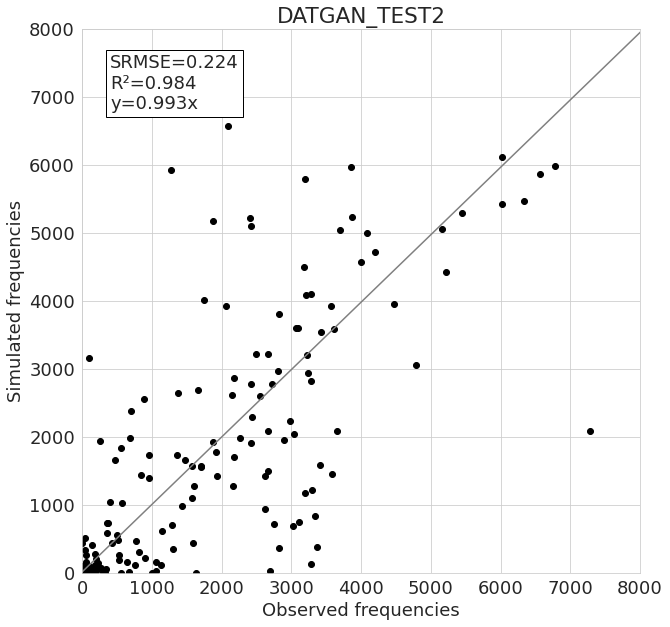 DATGAN_TEST2
SRMSE=0.224
R²=0.984
y=0.993x
Simulated frequencies
8000
7000
6000
5000
4000
3000
2000
1000
0
0 1000 2000 3000 4000 5000 6000 7000 8000
Observed frequencies